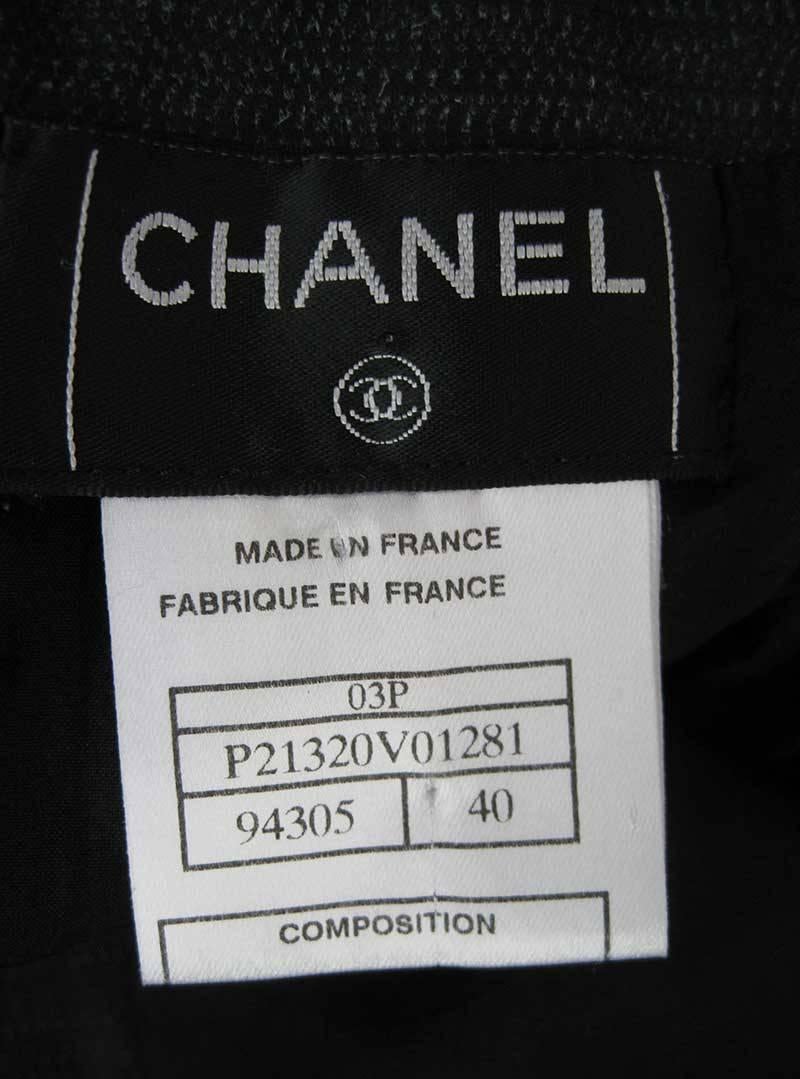 CHANEL
MADE IN FRANCE
FABRIQUE EN FRANCE
03P
P21320V01281
94305 40
COMPOSITION